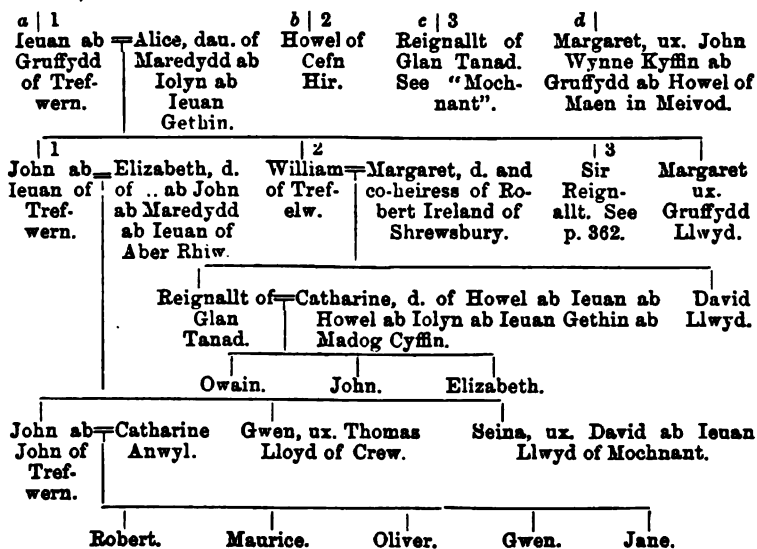 a | 1 b | 2 c | 3 d |
Ieuan ab = Alice, dau. of Howel of Reignallt of Margaret, ux. John
Gruffydd Maredydd ab Cefn Glan Tanad. Wynne Kyffin ab
of Tref- Iolyn ab Hir. See "Moch- Gruffydd ab Howel of
wern. Ieuan nant". Maen in Meivod.
Gethin.
| 1 | 2 | 3
John ab = Elizabeth, d. William = Margaret, d. and Sir Margaret
Ieuan of of .. ab John of Tref- co-heiress of Ro- Reign- ux.
Tref- ab Maredydd elw. bert Ireland of allt. See Gruffydd
wern. ab Ieuan of Shrewsbury. p. 362. Llwyd.
Aber Rhiw.
Reignallt of = Catharine, d. of Howel ab Ieuan ab David
Glan Howel ab Iolyn ab Ieuan Gethin ab Llwyd.
Tanad. Madog Cyffin.
Owain. John. Elizabeth.
John ab = Catharine Gwen, ux. Thomas Seina, ux. David ab Ieuan
John of Anwyl. Lloyd of Crew. Llwyd of Mochnant.
Tref-
wern.
Robert. Maurice. Oliver. Gwen. Jane.